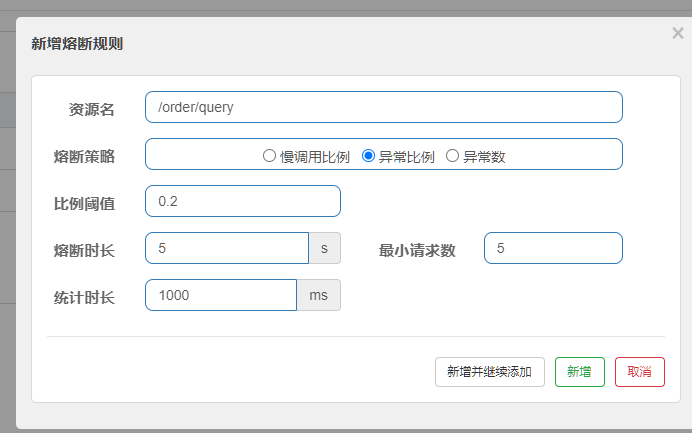 新增熔断规则 ×
资源名 /order/query
熔断策略 慢调用比例 异常比例 异常数
比例阈值 0.2
熔断时长 5 s 最小请求数 5
统计时长 1000 ms
新增并继续添加 新增 取消